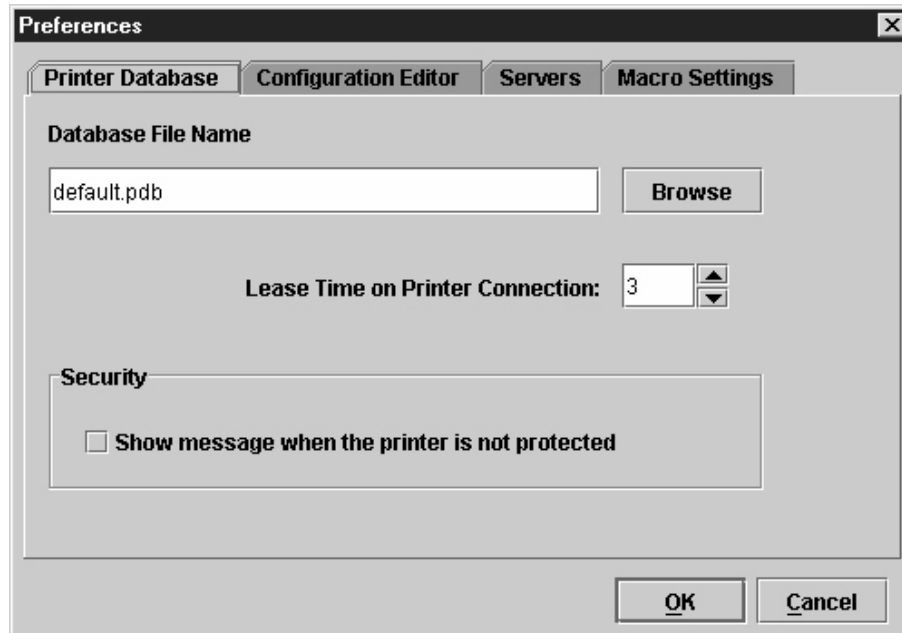 Preferences
Printer Database Configuration Editor Servers Macro Settings
Database File Name
default.pdb Browse
Lease Time on Printer Connection: 3
Security
Show message when the printer is not protected
OK Cancel